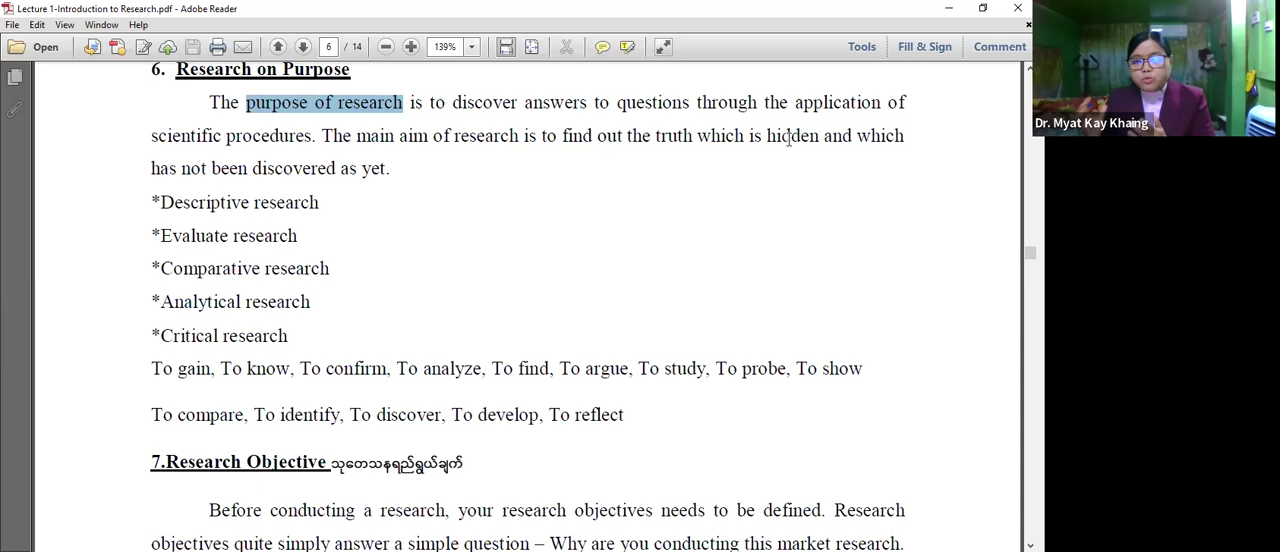 Lecture 1-Introduction to Research.pdf - Adobe Reader
File Edit View Window Help
Open 6 / 14 139% Tools Fill & Sign Comment
Dr. Myat Kay Khaing
6. Research on Purpose
The purpose of research is to discover answers to questions through the application of
scientific procedures. The main aim of research is to find out the truth which is hidden and which
has not been discovered as yet.
*Descriptive research
*Evaluate research
*Comparative research
*Analytical research
*Critical research
To gain, To know, To confirm, To analyze, To find, To argue, To study, To probe, To show
To compare, To identify, To discover, To develop, To reflect
7.Research Objective သုတေသနရည်ရွယ်ချက်
Before conducting a research, your research objectives needs to be defined. Research
objectives quite simply answer a simple question – Why are you conducting this market research.